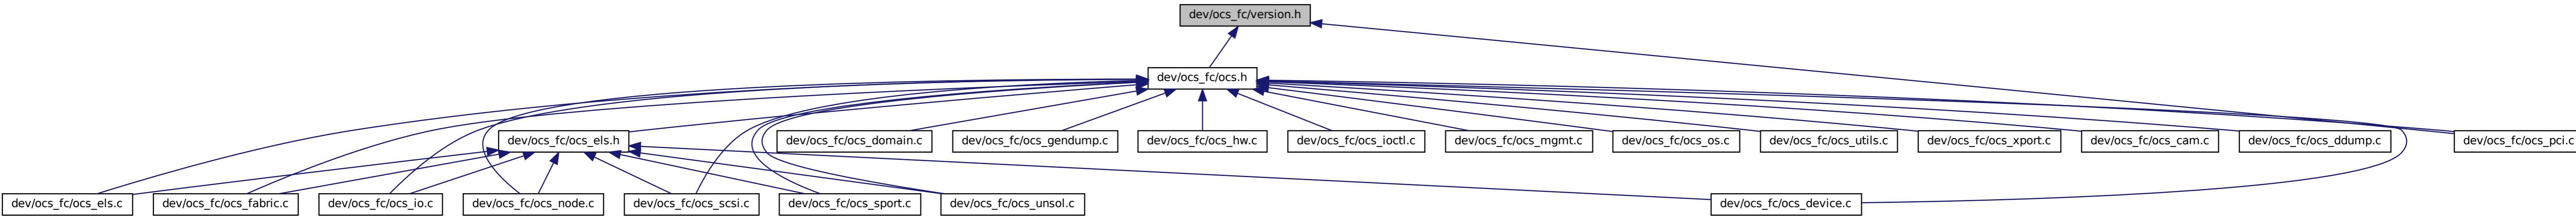 dev/ocs_fc/version.h
dev/ocs_fc/ocs.h
dev/ocs_fc/ocs_els.h
dev/ocs_fc/ocs_domain.c
dev/ocs_fc/ocs_gendump.c
dev/ocs_fc/ocs_hw.c
dev/ocs_fc/ocs_ioctl.c
dev/ocs_fc/ocs_mgmt.c
dev/ocs_fc/ocs_os.c
dev/ocs_fc/ocs_utils.c
dev/ocs_fc/ocs_xport.c
dev/ocs_fc/ocs_cam.c
dev/ocs_fc/ocs_ddump.c
dev/ocs_fc/ocs_pci.c
dev/ocs_fc/ocs_els.c
dev/ocs_fc/ocs_fabric.c
dev/ocs_fc/ocs_io.c
dev/ocs_fc/ocs_node.c
dev/ocs_fc/ocs_scsi.c
dev/ocs_fc/ocs_sport.c
dev/ocs_fc/ocs_unsol.c
dev/ocs_fc/ocs_device.c